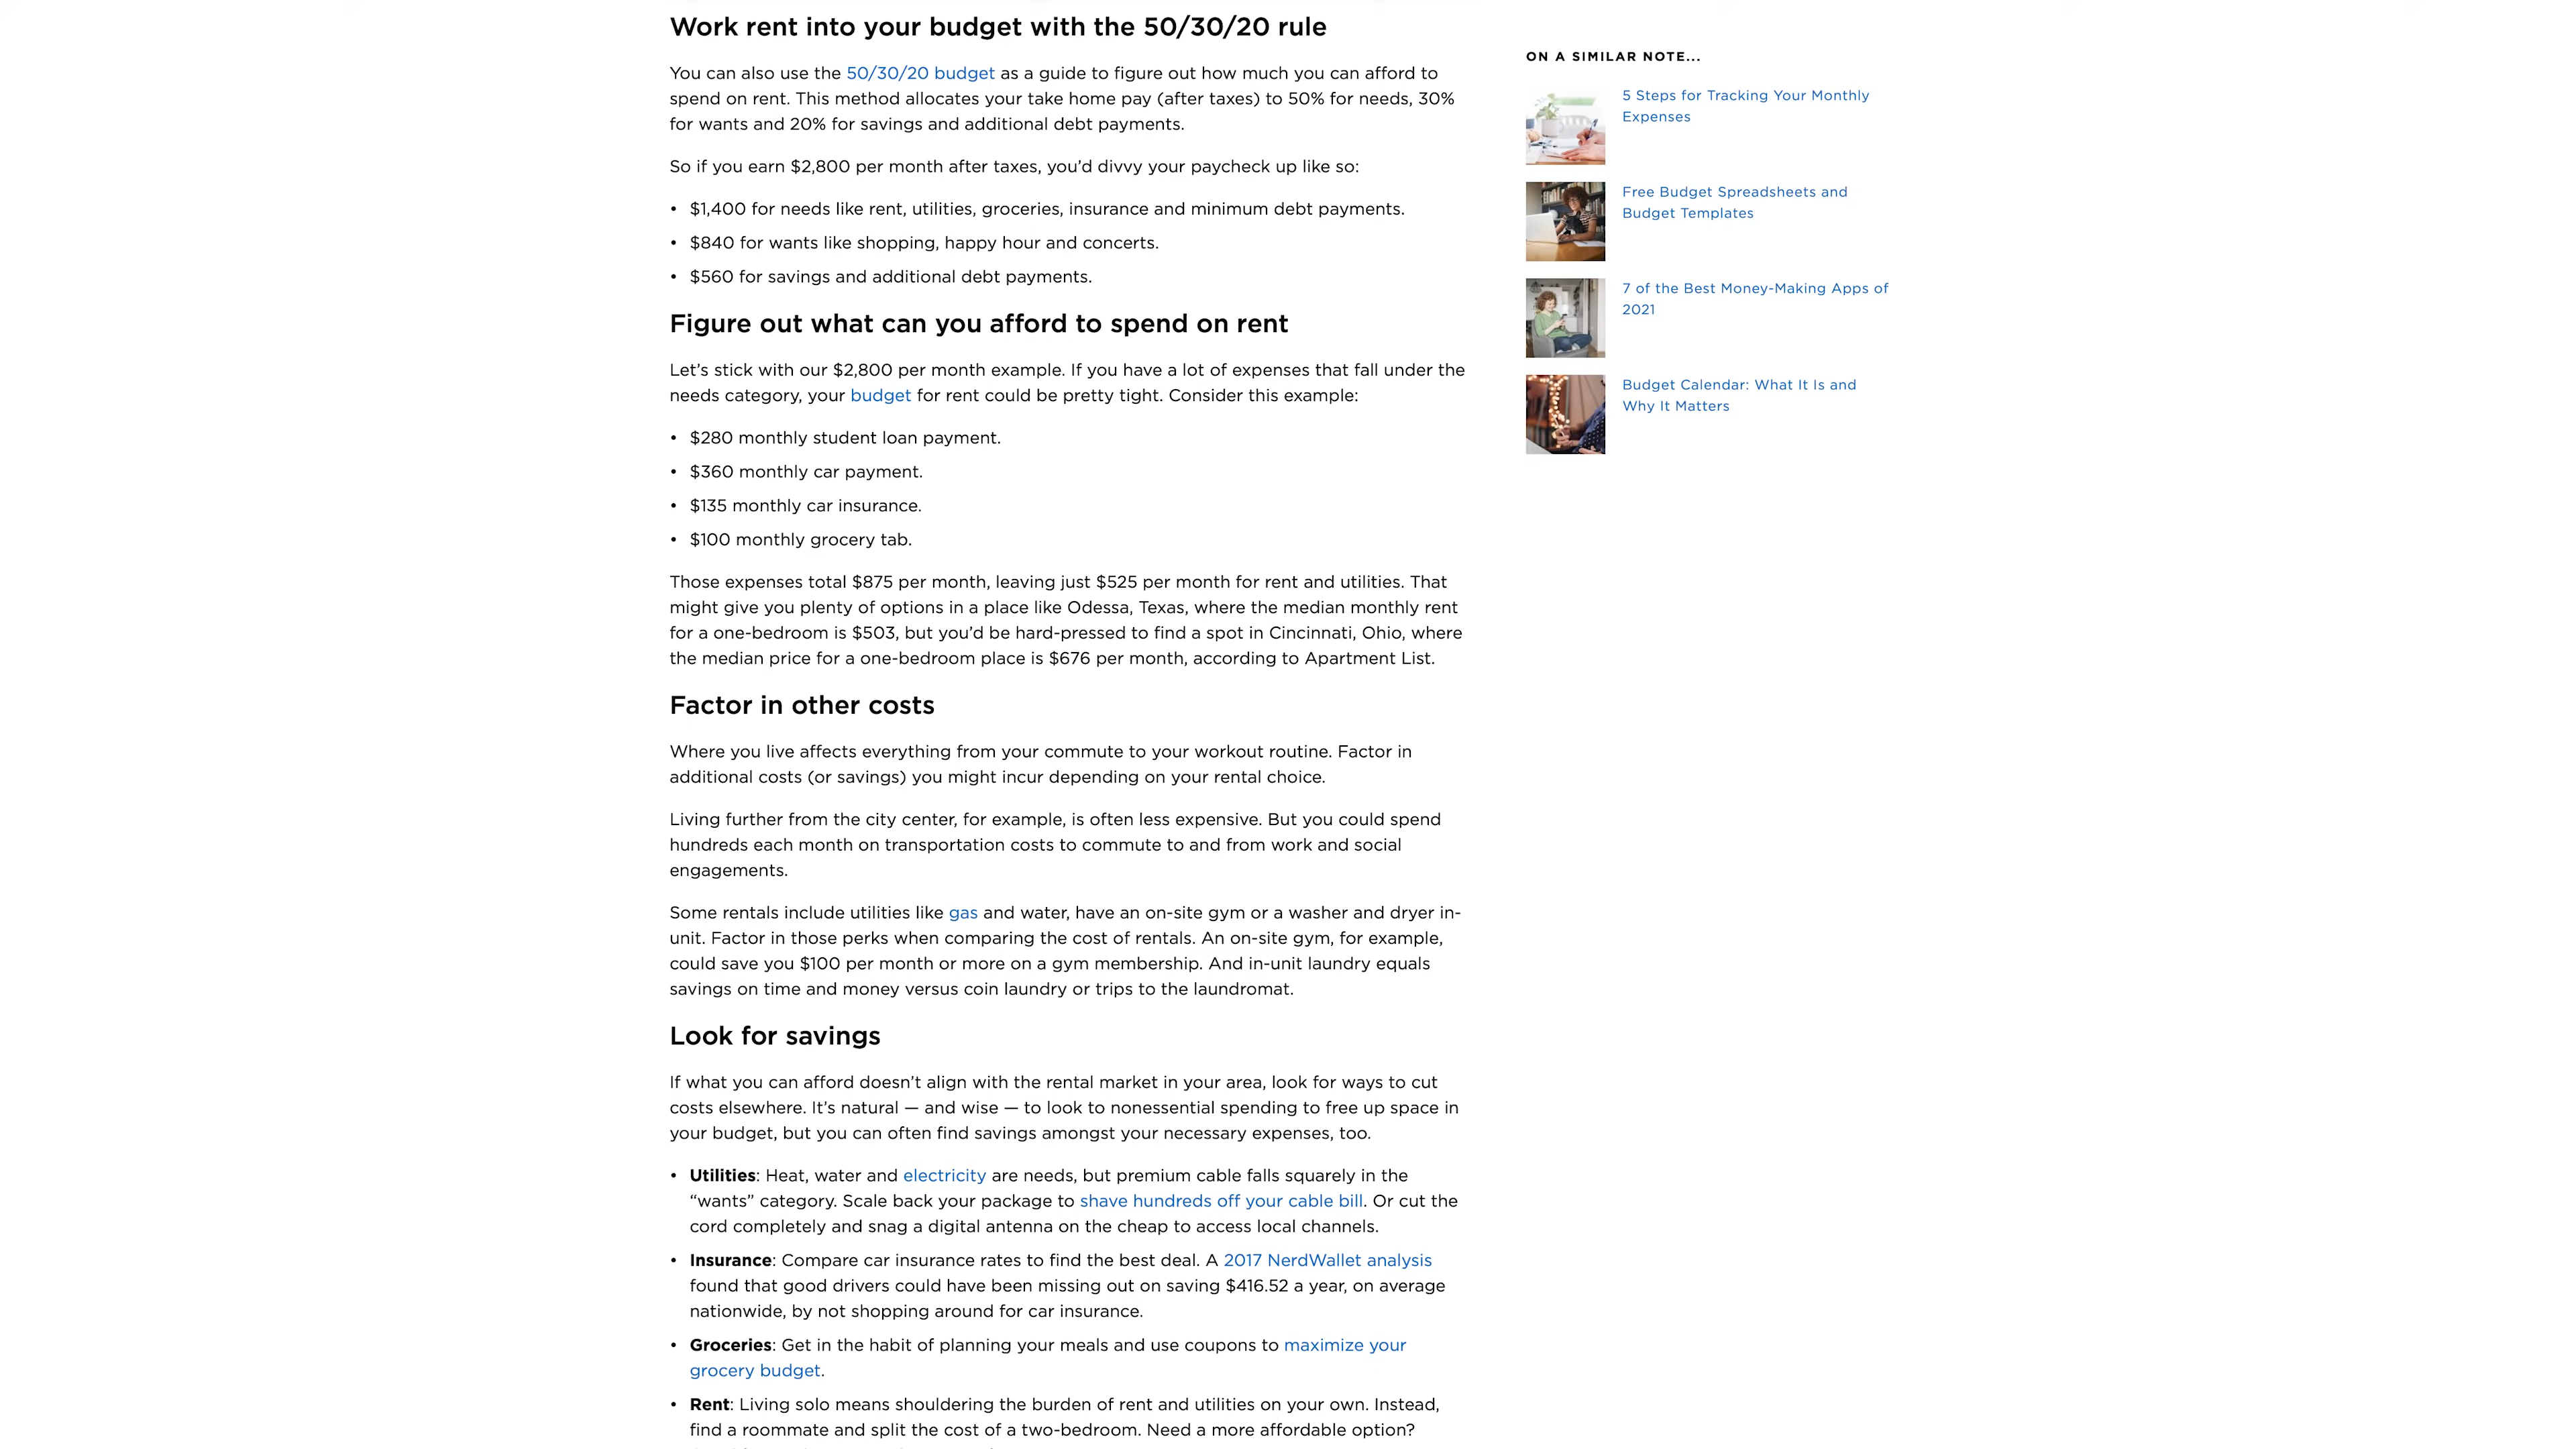 Work rent into your budget with the 50/30/20 rule
You can also use the 50/30/20 budget as a guide to figure out how much you can afford to
spend on rent. This method allocates your take home pay (after taxes) to 50% for needs, 30%
for wants and 20% for savings and additional debt payments.
So if you earn $2,800 per month after taxes, you’d divvy your paycheck up like so:
• $1,400 for needs like rent, utilities, groceries, insurance and minimum debt payments.
• $840 for wants like shopping, happy hour and concerts.
• $560 for savings and additional debt payments.
Figure out what can you afford to spend on rent
Let’s stick with our $2,800 per month example. If you have a lot of expenses that fall under the
needs category, your budget for rent could be pretty tight. Consider this example:
• $280 monthly student loan payment.
• $360 monthly car payment.
• $135 monthly car insurance.
• $100 monthly grocery tab.
Those expenses total $875 per month, leaving just $525 per month for rent and utilities. That
might give you plenty of options in a place like Odessa, Texas, where the median monthly rent
for a one-bedroom is $503, but you’d be hard-pressed to find a spot in Cincinnati, Ohio, where
the median price for a one-bedroom place is $676 per month, according to Apartment List.
Factor in other costs
Where you live affects everything from your commute to your workout routine. Factor in
additional costs (or savings) you might incur depending on your rental choice.
Living further from the city center, for example, is often less expensive. But you could spend
hundreds each month on transportation costs to commute to and from work and social
engagements.
Some rentals include utilities like gas and water, have an on-site gym or a washer and dryer in-
unit. Factor in those perks when comparing the cost of rentals. An on-site gym, for example,
could save you $100 per month or more on a gym membership. And in-unit laundry equals
savings on time and money versus coin laundry or trips to the laundromat.
Look for savings
If what you can afford doesn’t align with the rental market in your area, look for ways to cut
costs elsewhere. It’s natural — and wise — to look to nonessential spending to free up space in
your budget, but you can often find savings amongst your necessary expenses, too.
• Utilities: Heat, water and electricity are needs, but premium cable falls squarely in the
“wants” category. Scale back your package to shave hundreds off your cable bill. Or cut the
cord completely and snag a digital antenna on the cheap to access local channels.
• Insurance: Compare car insurance rates to find the best deal. A 2017 NerdWallet analysis
found that good drivers could have been missing out on saving $416.52 a year, on average
nationwide, by not shopping around for car insurance.
• Groceries: Get in the habit of planning your meals and use coupons to maximize your
grocery budget.
• Rent: Living solo means shouldering the burden of rent and utilities on your own. Instead,
find a roommate and split the cost of a two-bedroom. Need a more affordable option?
ON A SIMILAR NOTE...
5 Steps for Tracking Your Monthly
Expenses
Free Budget Spreadsheets and
Budget Templates
7 of the Best Money-Making Apps of
2021
Budget Calendar: What It Is and
Why It Matters